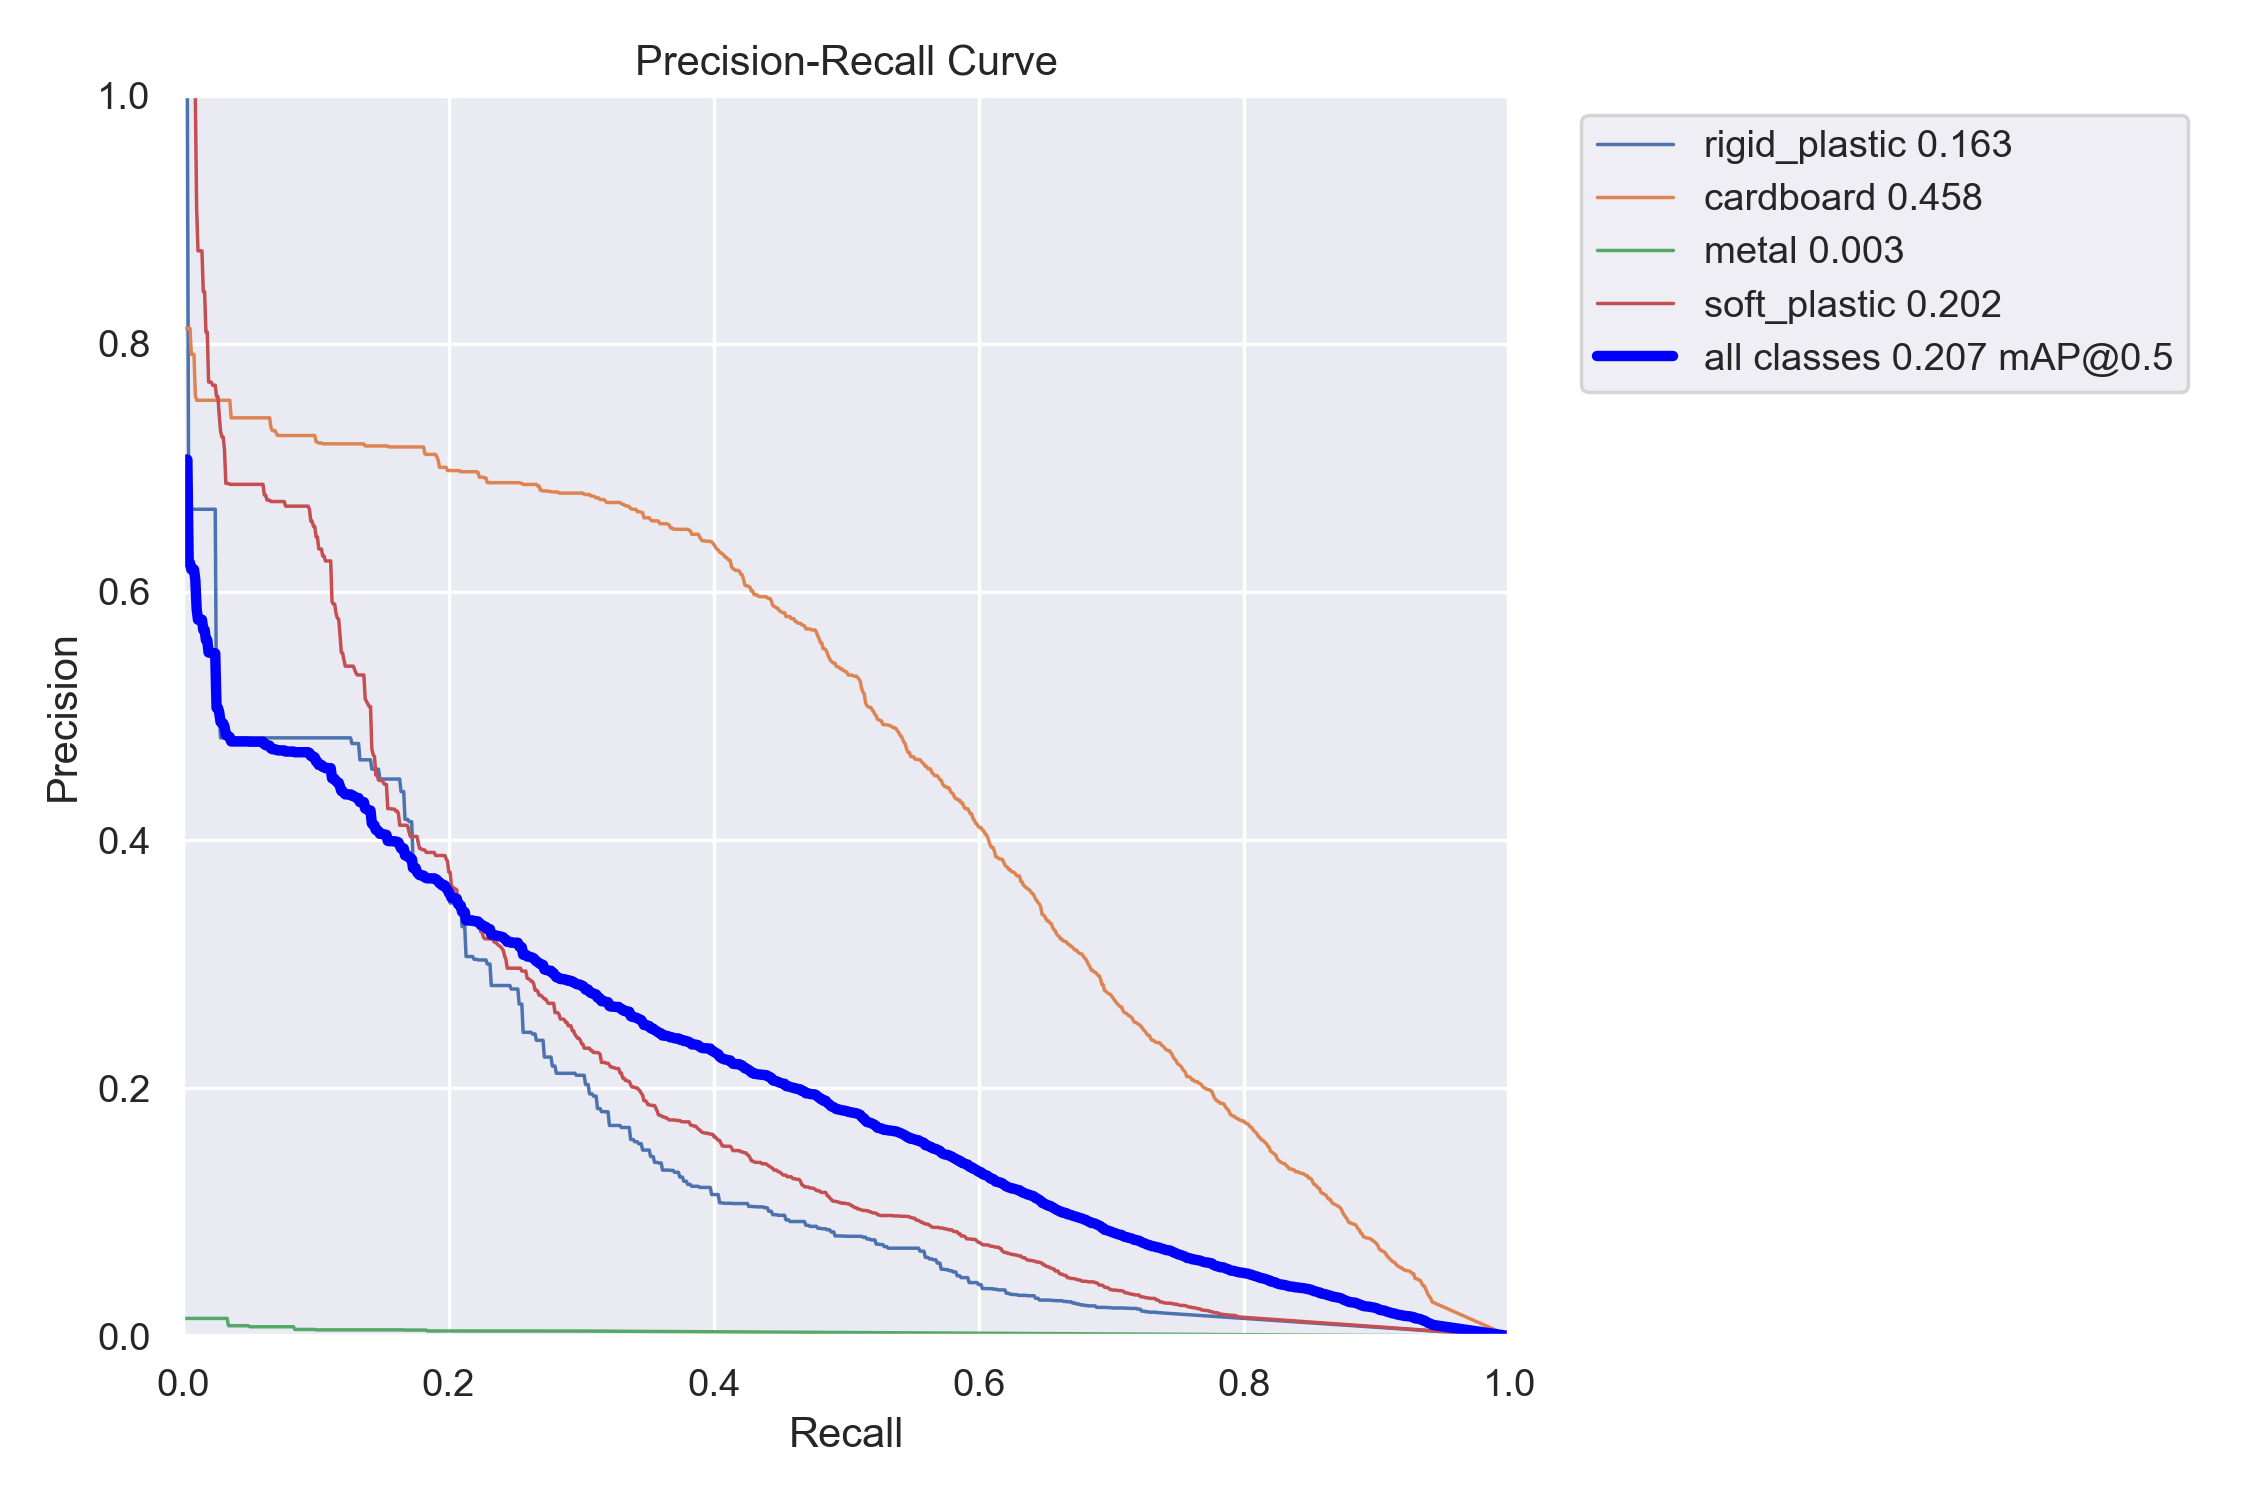 Precision-Recall Curve
1.0
0.8
0.6
0.4
0.2
0.0
Precision
0.0 0.2 0.4 0.6 0.8 1.0
Recall
rigid_plastic 0.163
cardboard 0.458
metal 0.003
soft_plastic 0.202
all classes 0.207 mAP@0.5